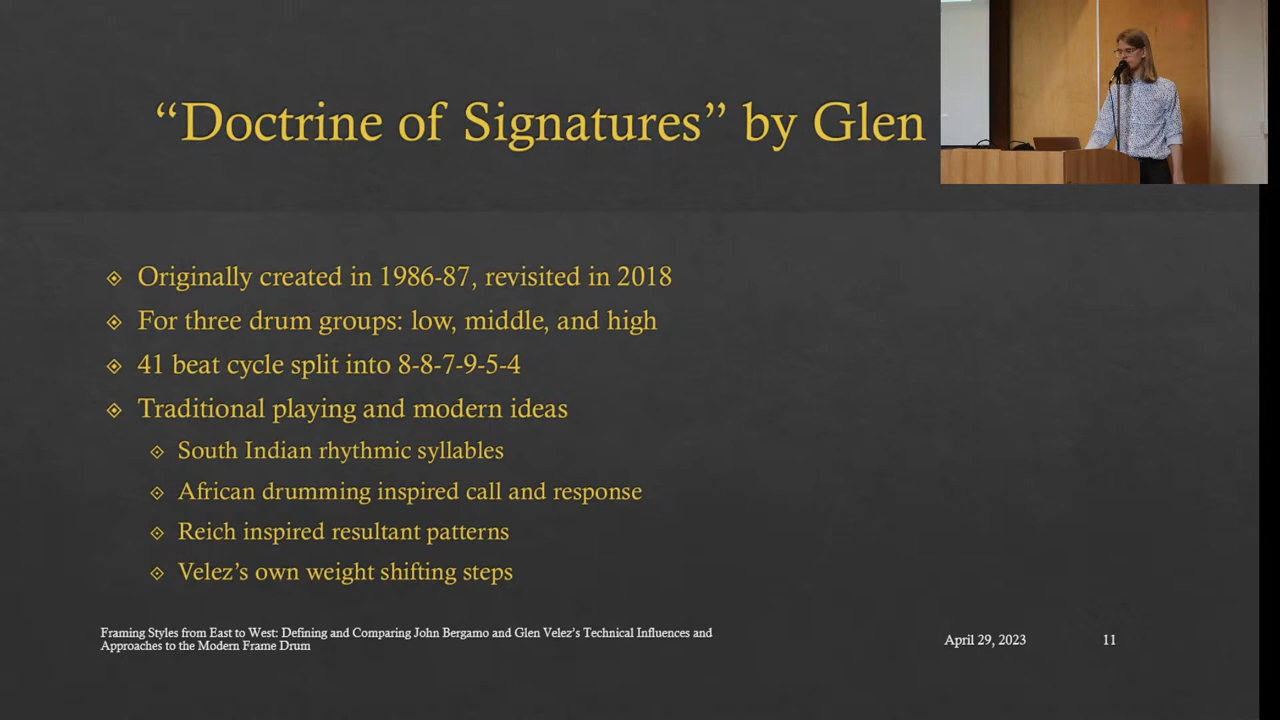 “Doctrine of Signatures” by Glen
Originally created in 1986-87, revisited in 2018
For three drum groups: low, middle, and high
41 beat cycle split into 8-8-7-9-5-4
Traditional playing and modern ideas
South Indian rhythmic syllables
African drumming inspired call and response
Reich inspired resultant patterns
Velez’s own weight shifting steps
Framing Styles from East to West: Defining and Comparing John Bergamo and Glen Velez’s Technical Influences and
Approaches to the Modern Frame Drum
April 29, 2023
11